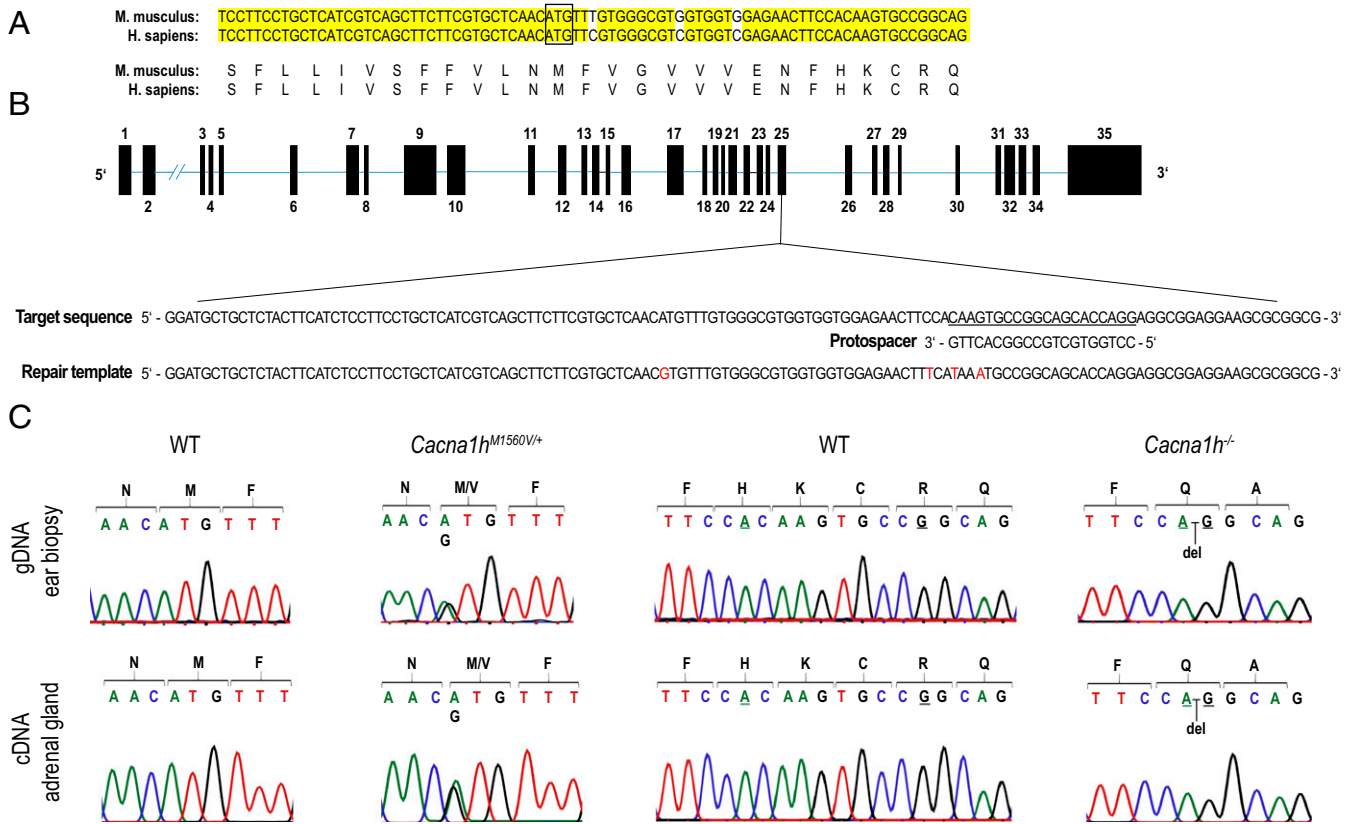 A
M. musculus: TCCTTCCTGCTCATCGTCAGCTTCTTCGTGCTCAACATGTTTGTGGGCGTGGTGGTGGAGAACTTCCACAAGTGCCGGCAG
H. sapiens: TCCTTCCTGCTCATCGTCAGCTTCTTCGTGCTCAACATGTTCGTGGGCGTCGTGGTCGAGAACTTCCACAAGTGCCGGCAG
M. musculus: S F L L I V S F F V L N M F V G V V V E N F H K C R Q
H. sapiens: S F L L I V S F F V L N M F V G V V V E N F H K C R Q
B
1 3 5 7 9 11 13 15 17 19 21 23 25 27 29 31 33 35
5' 3'
2 4 6 8 10 12 14 16 18 20 22 24 26 28 30 32 34
Target sequence 5' - GGATGCTGCTCTACTTCATCTCCTTCCTGCTCATCGTCAGCTTCTTCGTGCTCAACATGTTTGTGGGCGTGGTGGTGGAGAACTTCCACAAGTGCCGGCAGCACCAGGAGGCGGAGGAAGCGCGGCG - 3'
Protospacer 3' - GTTCACGGCCGTCGTGGTCC - 5'
Repair template 5' - GGATGCTGCTCTACTTCATCTCCTTCCTGCTCATCGTCAGCTTCTTCGTGCTCAACGTGTTTGTGGGCGTGGTGGTGGAGAACTTTCATAAATGCCGGCAGCACCAGGAGGCGGAGGAAGCGCGGCG - 3'
C
WT Cacna1h^M1560V/+ WT Cacna1h^-/-
gDNA
ear biopsy
N M F N M/V F F H K C R Q F Q A
A A C A T G T T T A A C A T G T T T T T C C A C A A G T G C C G G C A G T T C C A G G C A G
G del
cDNA
adrenal gland
N M F N M/V F F H K C R Q F Q A
A A C A T G T T T A A C A T G T T T T T C C A C A A G T G C C G G C A G T T C C A G G C A G
G del